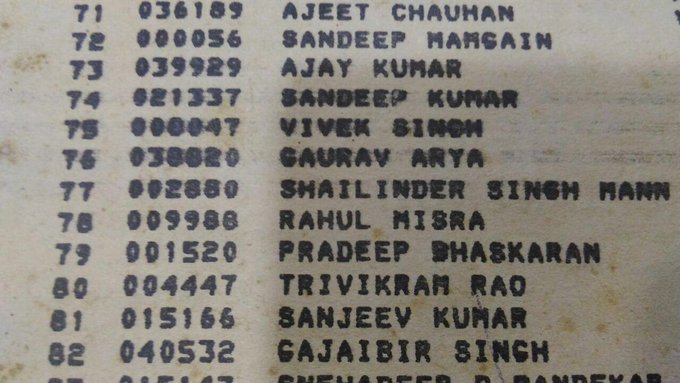 71 036189 AJEET CHAUHAN
72 000056 SANDEEP MAMGAIN
73 039929 AJAY KUMAR
74 021337 SANDEEP KUMAR
75 008047 VIVEK SINGH
76 038820 GAURAV ARYA
77 002880 SHAILINDER SINGH MANN
78 009988 RAHUL MISRA
79 001520 PRADEEP BHASKARAN
80 004447 TRIVIKRAM RAO
81 015166 SANJEEV KUMAR
82 040532 GAJAIBIR SINGH